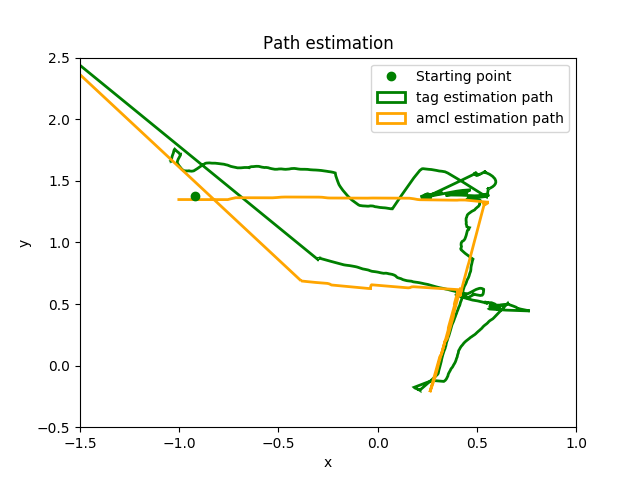 Path estimation
Starting point
tag estimation path
amcl estimation path
2.5
2.0
1.5
1.0
0.5
0.0
−0.5
y
−1.5
−1.0
−0.5
0.0
0.5
1.0
x